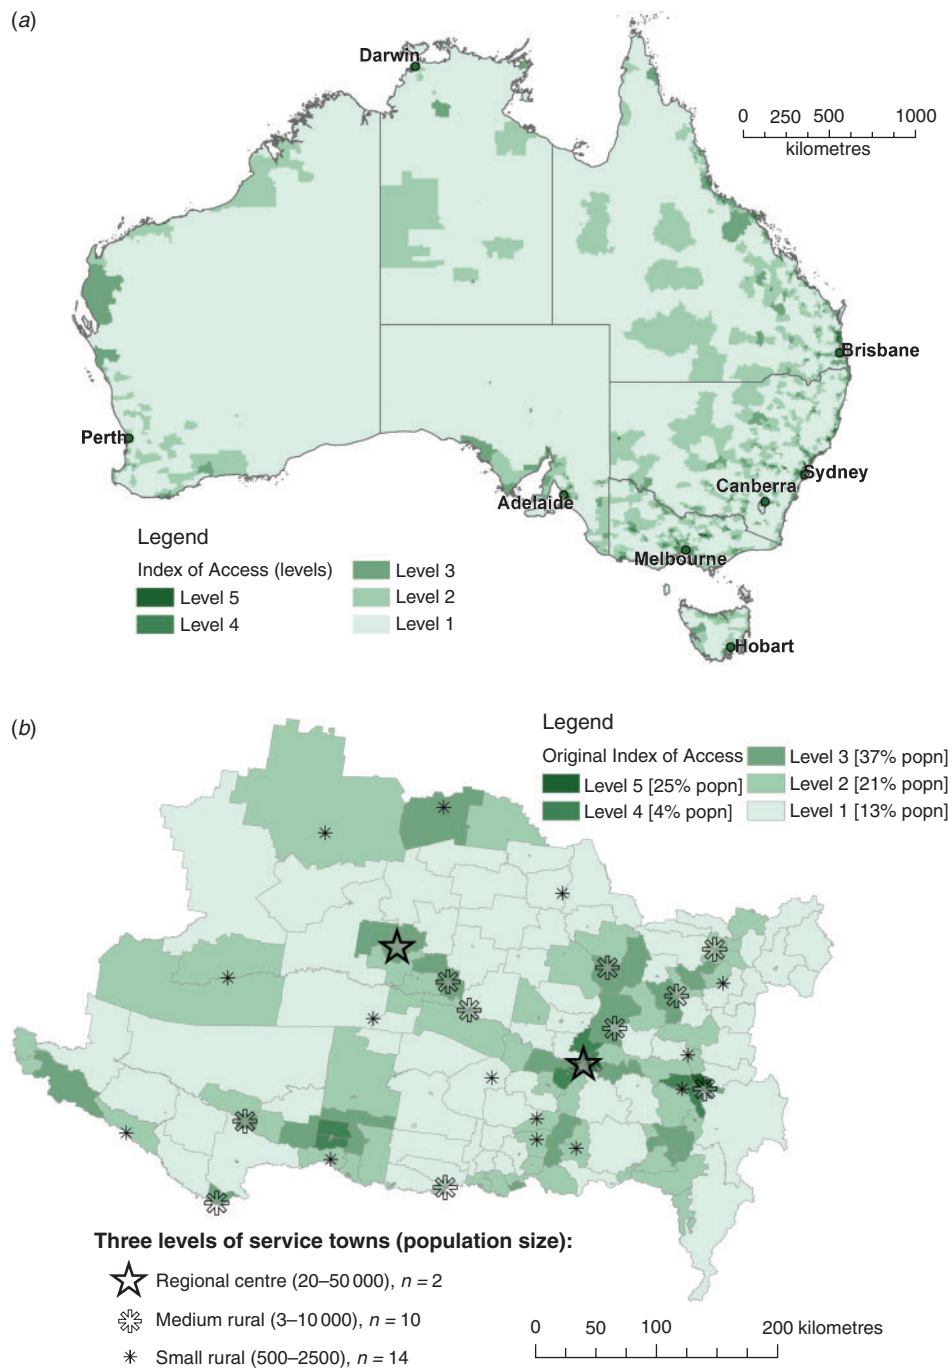 (a)
Darwin
0 250 500 1000
kilometres
Brisbane
Perth
Sydney
Canberra
Adelaide
Melbourne
Hobart
Legend
Index of Access (levels)
Level 5
Level 4
Level 3
Level 2
Level 1
(b)
Legend
Original Index of Access
Level 5 [25% popn]
Level 4 [4% popn]
Level 3 [37% popn]
Level 2 [21% popn]
Level 1 [13% popn]
Three levels of service towns (population size):
Regional centre (20–50 000), n = 2
Medium rural (3–10 000), n = 10
Small rural (500–2500), n = 14
0 50 100 200 kilometres